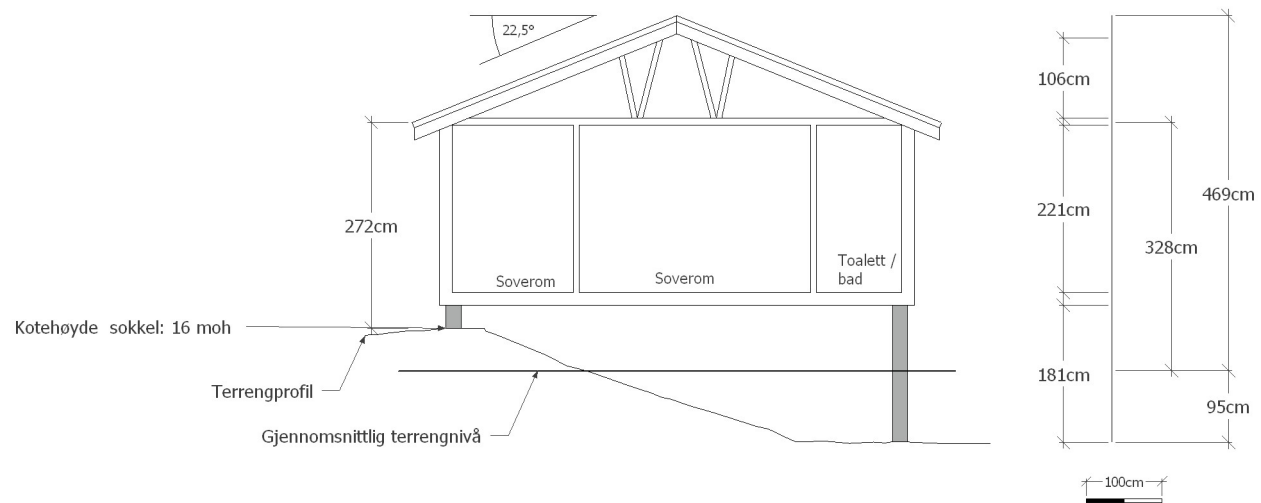 22,5°
106cm
469cm
221cm
272cm
328cm
Toalett /
bad
Soverom
Soverom
Kotehøyde sokkel: 16 moh
181cm
Terrengprofil
95cm
Gjennomsnittlig terrengnivå
100cm